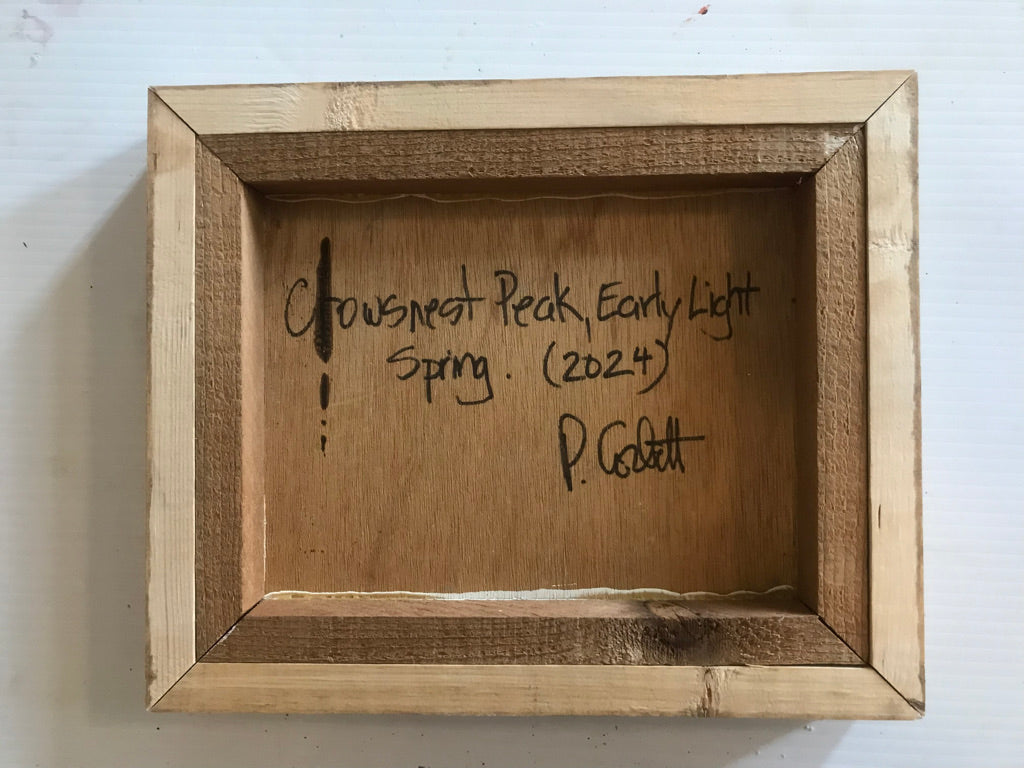 Crowsnest Peak, Early Light
Spring. (2024)
P. Corbett